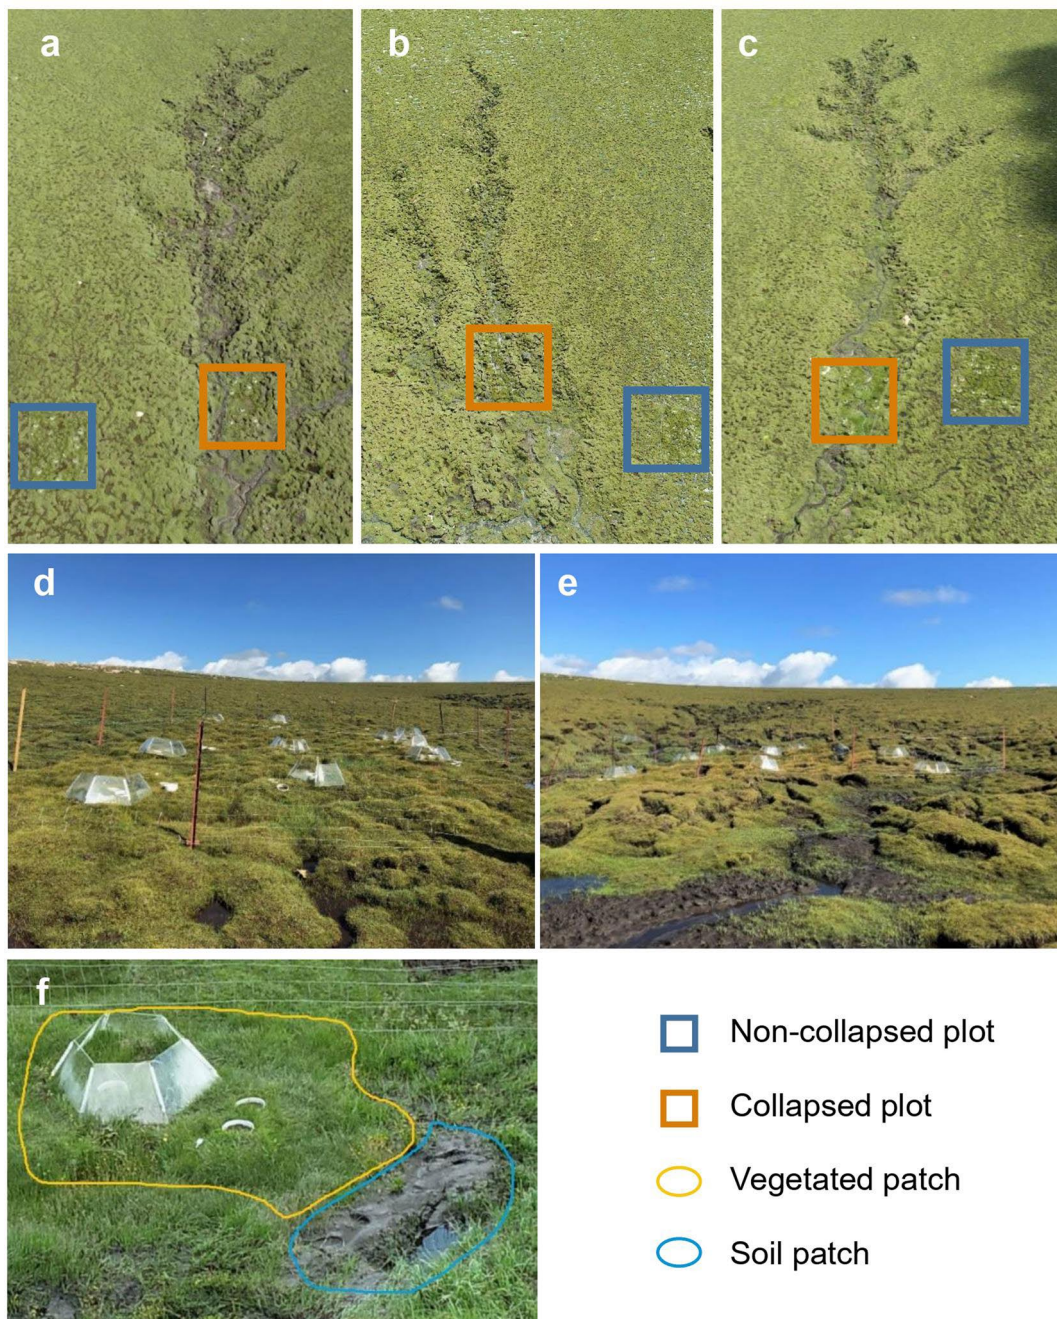 a
b
c
d
e
f
Non-collapsed plot
Collapsed plot
Vegetated patch
Soil patch